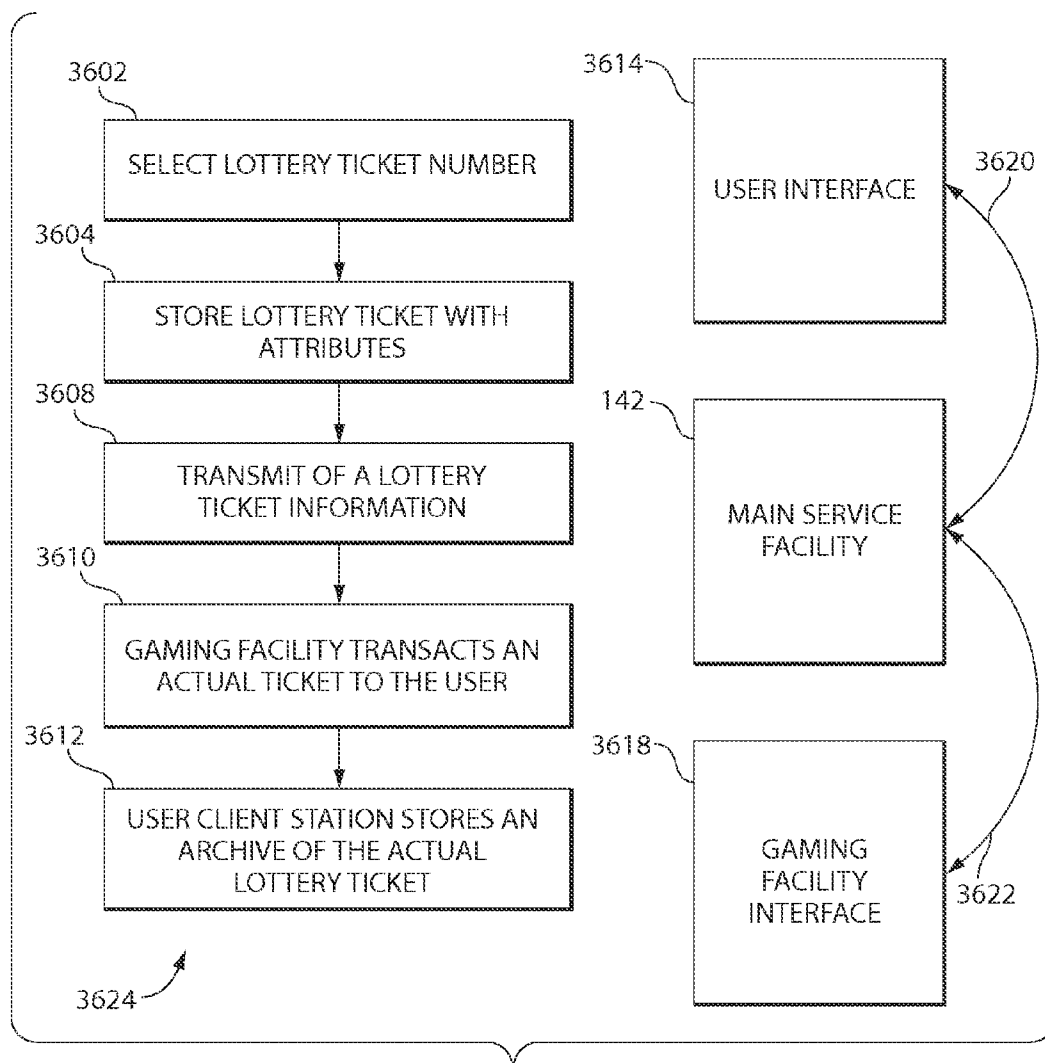 3602
SELECT LOTTERY TICKET NUMBER
3604
STORE LOTTERY TICKET WITH
ATTRIBUTES
3608
TRANSMIT OF A LOTTERY
TICKET INFORMATION
3610
GAMING FACILITY TRANSACTS AN
ACTUAL TICKET TO THE USER
3612
USER CLIENT STATION STORES AN
ARCHIVE OF THE ACTUAL
LOTTERY TICKET
3624
3614
USER INTERFACE
3620
142
MAIN SERVICE
FACILITY
3618
GAMING
FACILITY
INTERFACE
3622